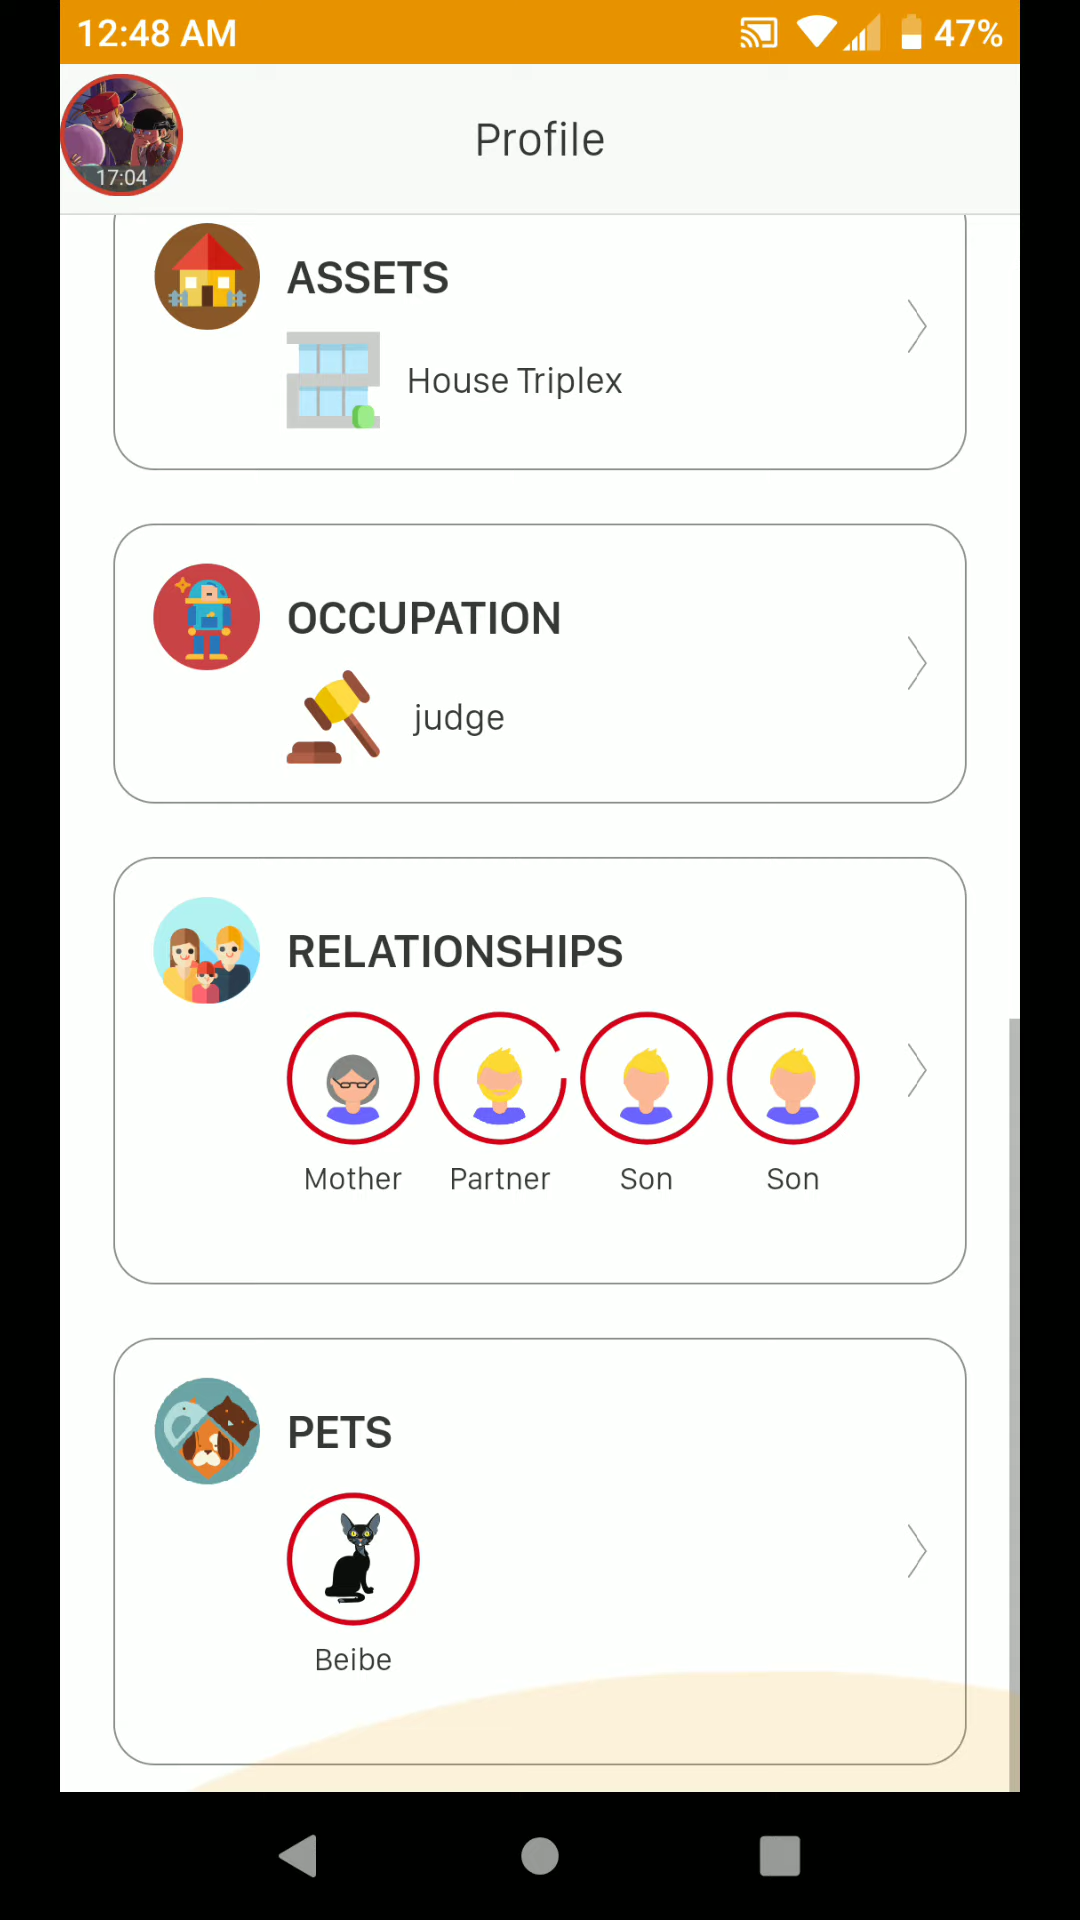 12:48 AM 47%
17:04
Profile
ASSETS
House Triplex
OCCUPATION
judge
RELATIONSHIPS
Mother Partner Son Son
PETS
Beibe